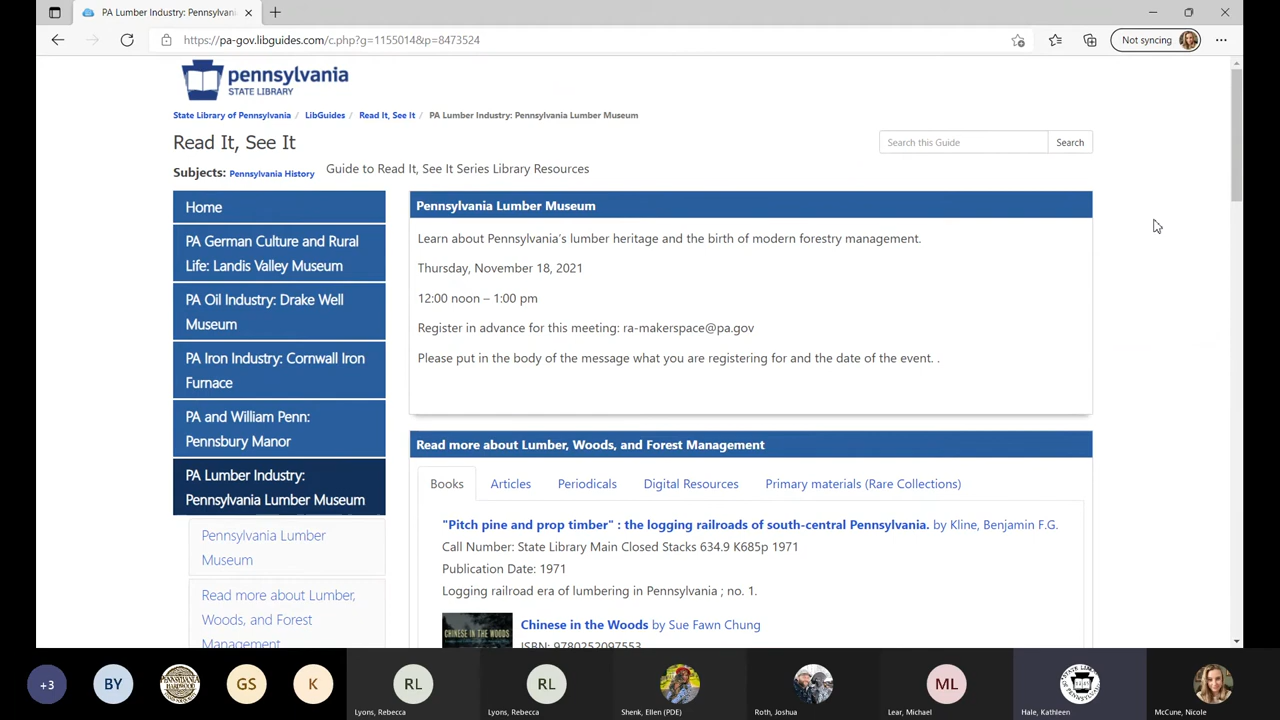 PA Lumber Industry: Pennsylvani
https://pa-gov.libguides.com/c.php?g=1155014&p=8473524
Not syncing
pennsylvania
STATE LIBRARY
State Library of Pennsylvania / LibGuides / Read It, See It / PA Lumber Industry: Pennsylvania Lumber Museum
Read It, See It
Search this Guide
Search
Subjects: Pennsylvania History
Guide to Read It, See It Series Library Resources
Home
PA German Culture and Rural
Life: Landis Valley Museum
PA Oil Industry: Drake Well
Museum
PA Iron Industry: Cornwall Iron
Furnace
PA and William Penn:
Pennsbury Manor
PA Lumber Industry:
Pennsylvania Lumber Museum
Pennsylvania Lumber
Museum
Read more about Lumber,
Woods, and Forest
Management
Pennsylvania Lumber Museum
Learn about Pennsylvania's lumber heritage and the birth of modern forestry management.
Thursday, November 18, 2021
12:00 noon – 1:00 pm
Register in advance for this meeting: ra-makerspace@pa.gov
Please put in the body of the message what you are registering for and the date of the event. .
Read more about Lumber, Woods, and Forest Management
Books Articles Periodicals Digital Resources Primary materials (Rare Collections)
"Pitch pine and prop timber" : the logging railroads of south-central Pennsylvania. by Kline, Benjamin F.G.
Call Number: State Library Main Closed Stacks 634.9 K685p 1971
Publication Date: 1971
Logging railroad era of lumbering in Pennsylvania ; no. 1.
CHINESE IN THE WOODS
Chinese in the Woods by Sue Fawn Chung
ISBN: 9780252097553
+3
BY
GS
K
RL
Lyons, Rebecca
RL
Lyons, Rebecca
Shenk, Ellen (PDE)
Roth, Joshua
ML
Lear, Michael
Hale, Kathleen
McCune, Nicole